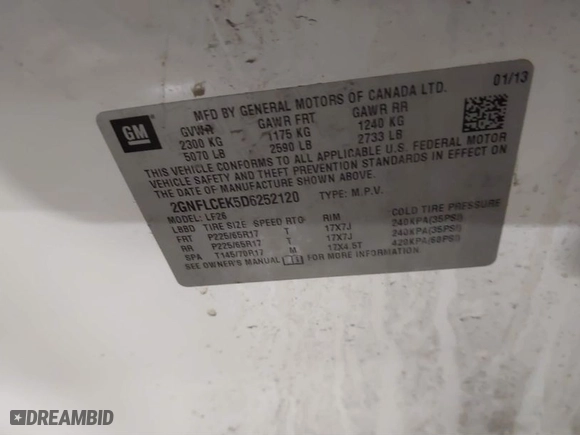 MFD BY GENERAL MOTORS OF CANADA LTD. 01/13
GM
GVWR GAWR FRT GAWR RR
2300 KG 1175 KG 1240 KG
5070 LB 2590 LB 2733 LB
THIS VEHICLE CONFORMS TO ALL APPLICABLE U.S. FEDERAL MOTOR
VEHICLE SAFETY AND THEFT PREVENTION STANDARDS IN EFFECT ON
THE DATE OF MANUFACTURE SHOWN ABOVE.
2GNFLCEK5D6252120 TYPE: M.P.V.
MODEL: LF26
LBBD TIRE SIZE SPEED RTG RIM COLD TIRE PRESSURE
FRT P225/65R17 T 17X7J 240KPA(35PSI)
RR P225/65R17 T 17X7J 240KPA(35PSI)
SPA T145/70R17 M 17X4.5T 420KPA(60PSI)
SEE OWNER'S MANUAL
DREAMBID